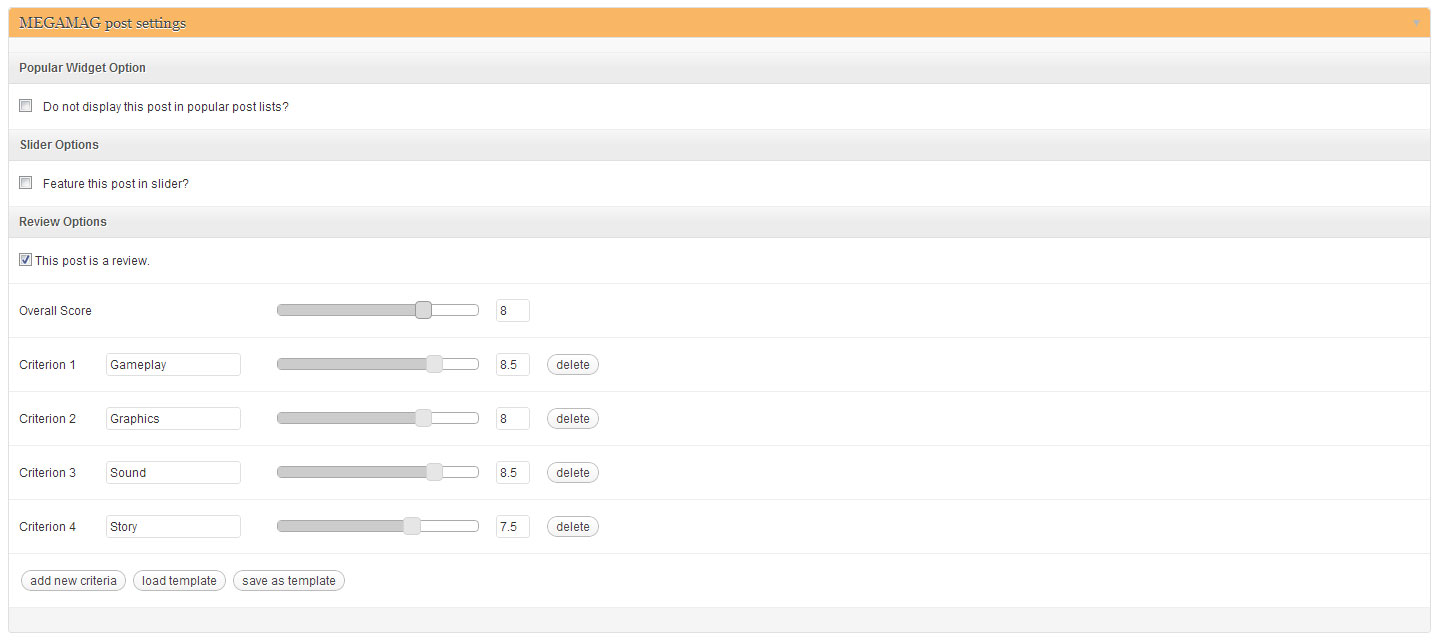 MEGAMAG post settings
Popular Widget Option
Do not display this post in popular post lists?
Slider Options
Feature this post in slider?
Review Options
This post is a review.
Overall Score 8
Criterion 1 Gameplay 8.5 delete
Criterion 2 Graphics 8 delete
Criterion 3 Sound 8.5 delete
Criterion 4 Story 7.5 delete
add new criteria load template save as template